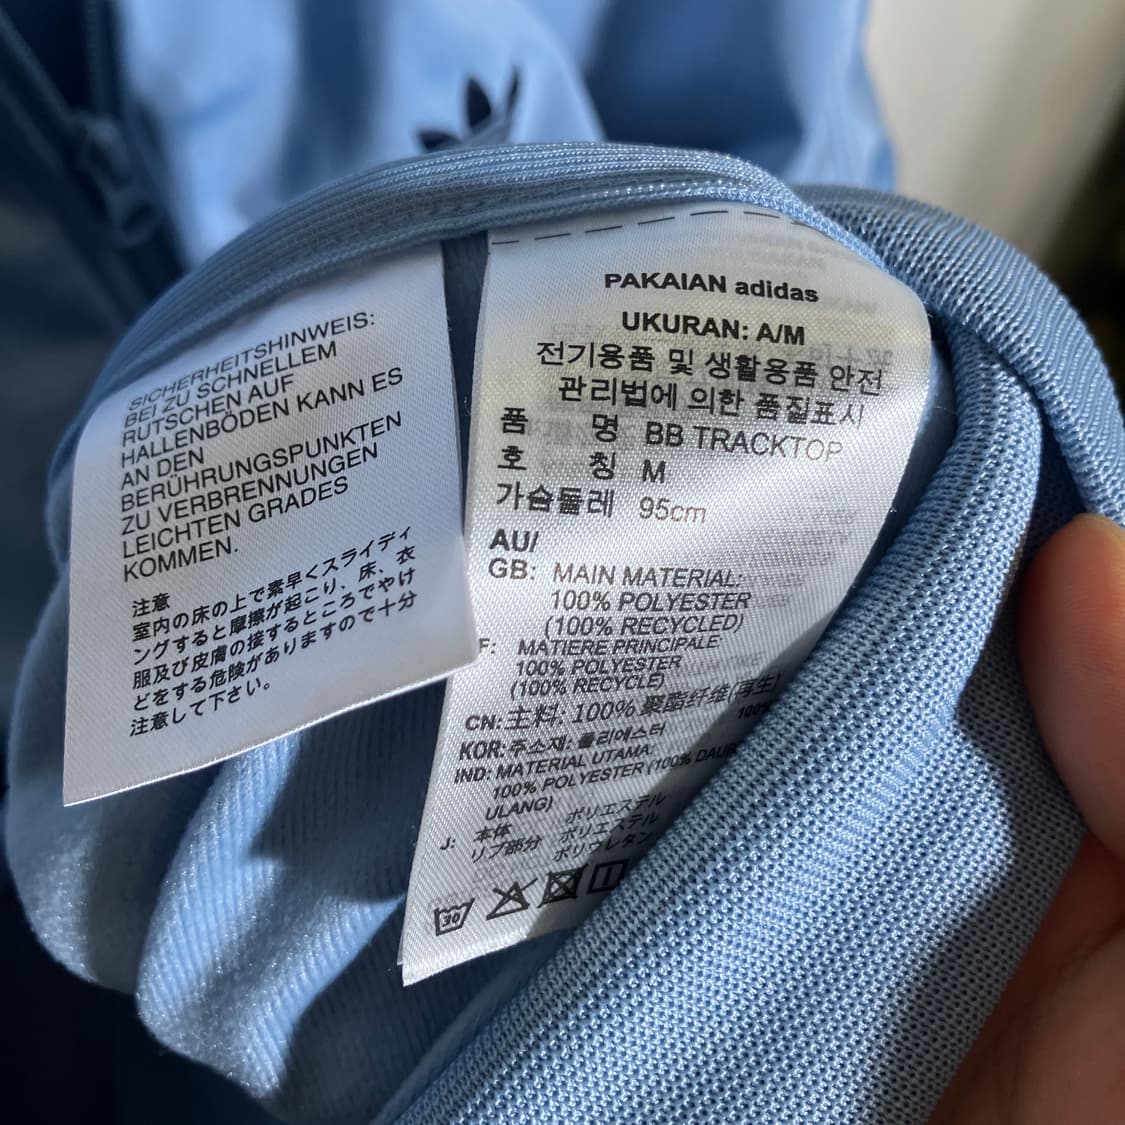 SICHERHEITSHINWEIS:
BEI ZU SCHNELLEM
RUTSCHEN AUF
HALLENBÖDEN KANN ES
AN DEN
BERÜHRUNGSPUNKTEN
ZU VERBRENNUNGEN
LEICHTEN GRADES
KOMMEN.
注意
室内の床の上で素早くスライディ
ングすると摩擦が起こり、床、衣
服及び皮膚の接するところでやけ
どをする危険がありますので十分
注意して下さい。
PAKAIAN adidas
UKURAN: A/M
전기용품 및 생활용품 안전
관리법에 의한 품질표시
품 명 BB TRACKTOP
호 칭 M
가슴둘레 95cm
AU/
GB: MAIN MATERIAL:
100% POLYESTER
(100% RECYCLED)
F: MATIERE PRINCIPALE
100% POLYESTER
(100% RECYCLE)
CN: 主料: 100% 聚酯纤维(再生)
100%
KOR: 주소재: 폴리에스터
IND: MATERIAL UTAMA:
100% POLYESTER (100% DAUR
ULANG)
J: 本体 ポリエステル
リブ部分 ポリエステル
ポリウレタン
30